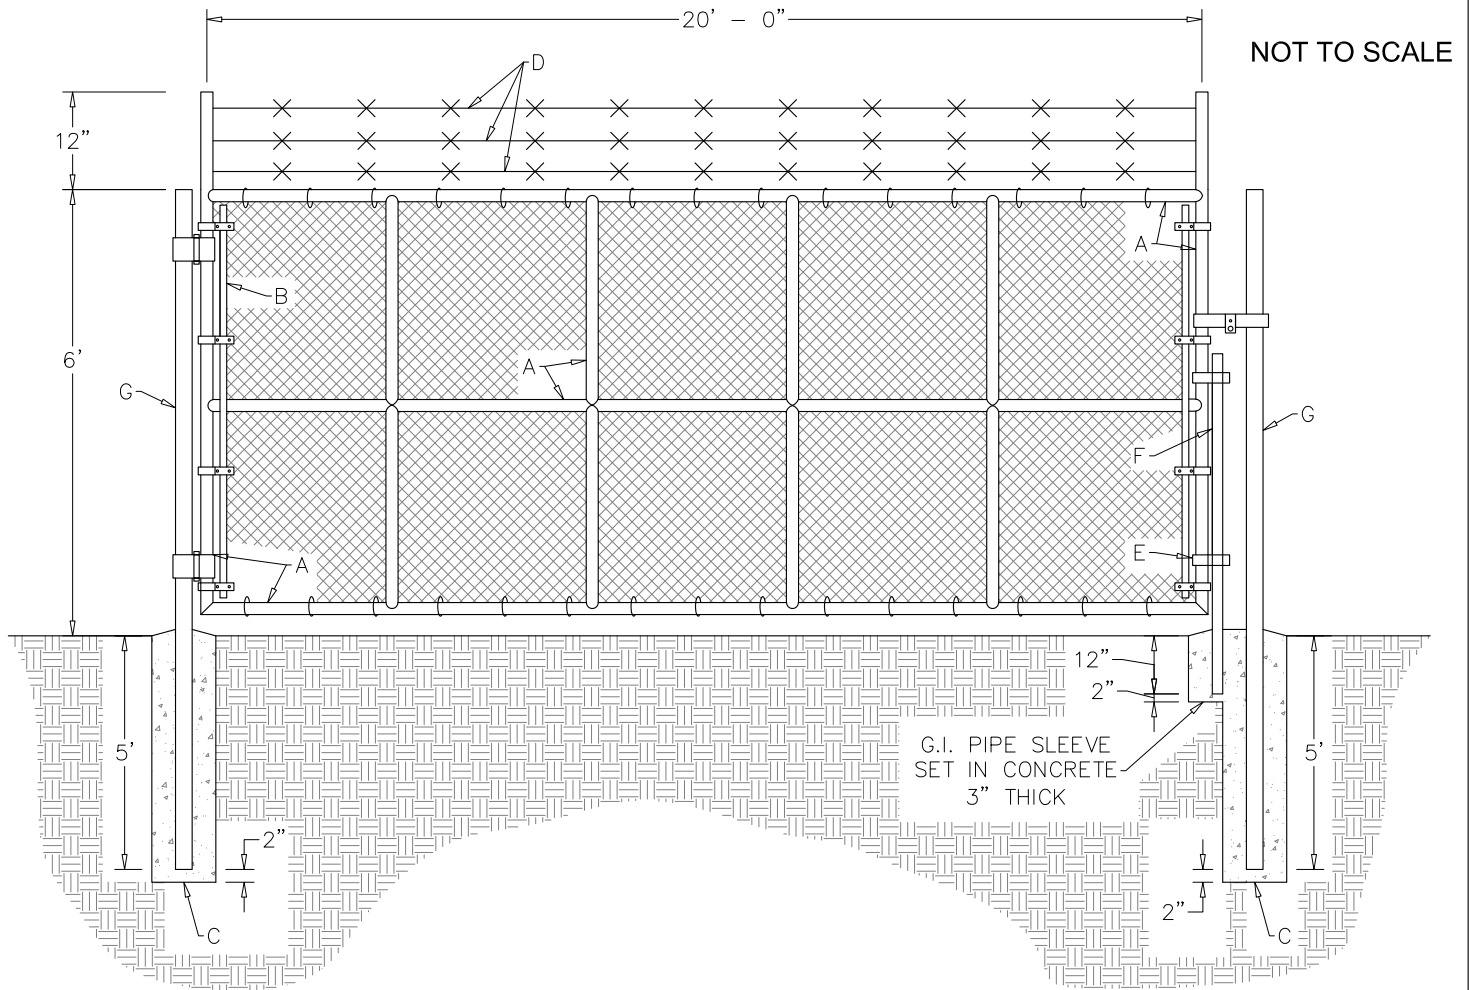 20' - 0"
NOT TO SCALE
D
12"
A
B
6'
A
G
G
F
E
A
12"
2"
G.I. PIPE SLEEVE
SET IN CONCRETE
3" THICK
5'
5'
2"
2"
C
C